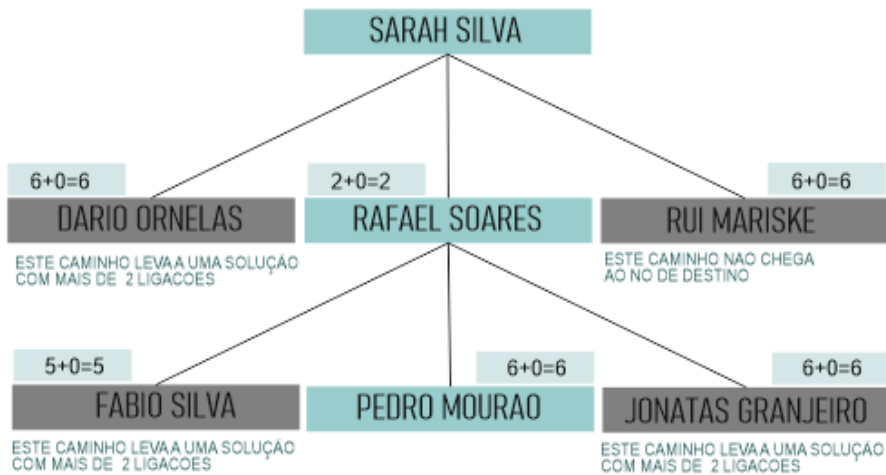 SARAH SILVA
6+0=6
2+0=2
6+0=6
DARIO ORNELAS
RAFAEL SOARES
RUI MARISKE
ESTE CAMINHO LEVA A UMA SOLUÇÃO
COM MAIS DE 2 LIGACOES
ESTE CAMINHO NAO CHEGA
AO NO DE DESTINO
5+0=5
6+0=6
6+0=6
FABIO SILVA
PEDRO MOURAO
JONATAS GRANJEIRO
ESTE CAMINHO LEVA A UMA SOLUÇÃO
COM MAIS DE 2 LIGACOES
ESTE CAMINHO LEVA A UMA SOLUÇÃO
COM MAIS DE 2 LIGACOES